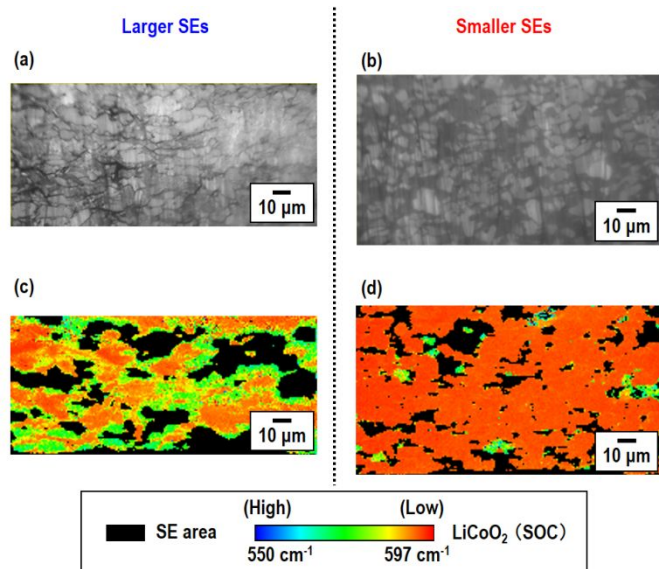 Larger SEs
Smaller SEs
(a)
(b)
10 μm
10 μm
(c)
(d)
10 μm
10 μm
(High)
(Low)
SE area
LiCoO₂（SOC）
550 cm⁻¹
597 cm⁻¹